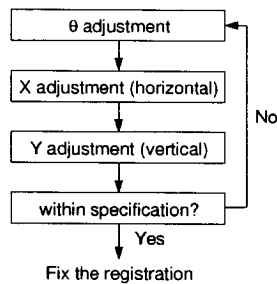 θ adjustment
X adjustment (horizontal)
No
Y adjustment (vertical)
within specification?
Yes
Fix the registration